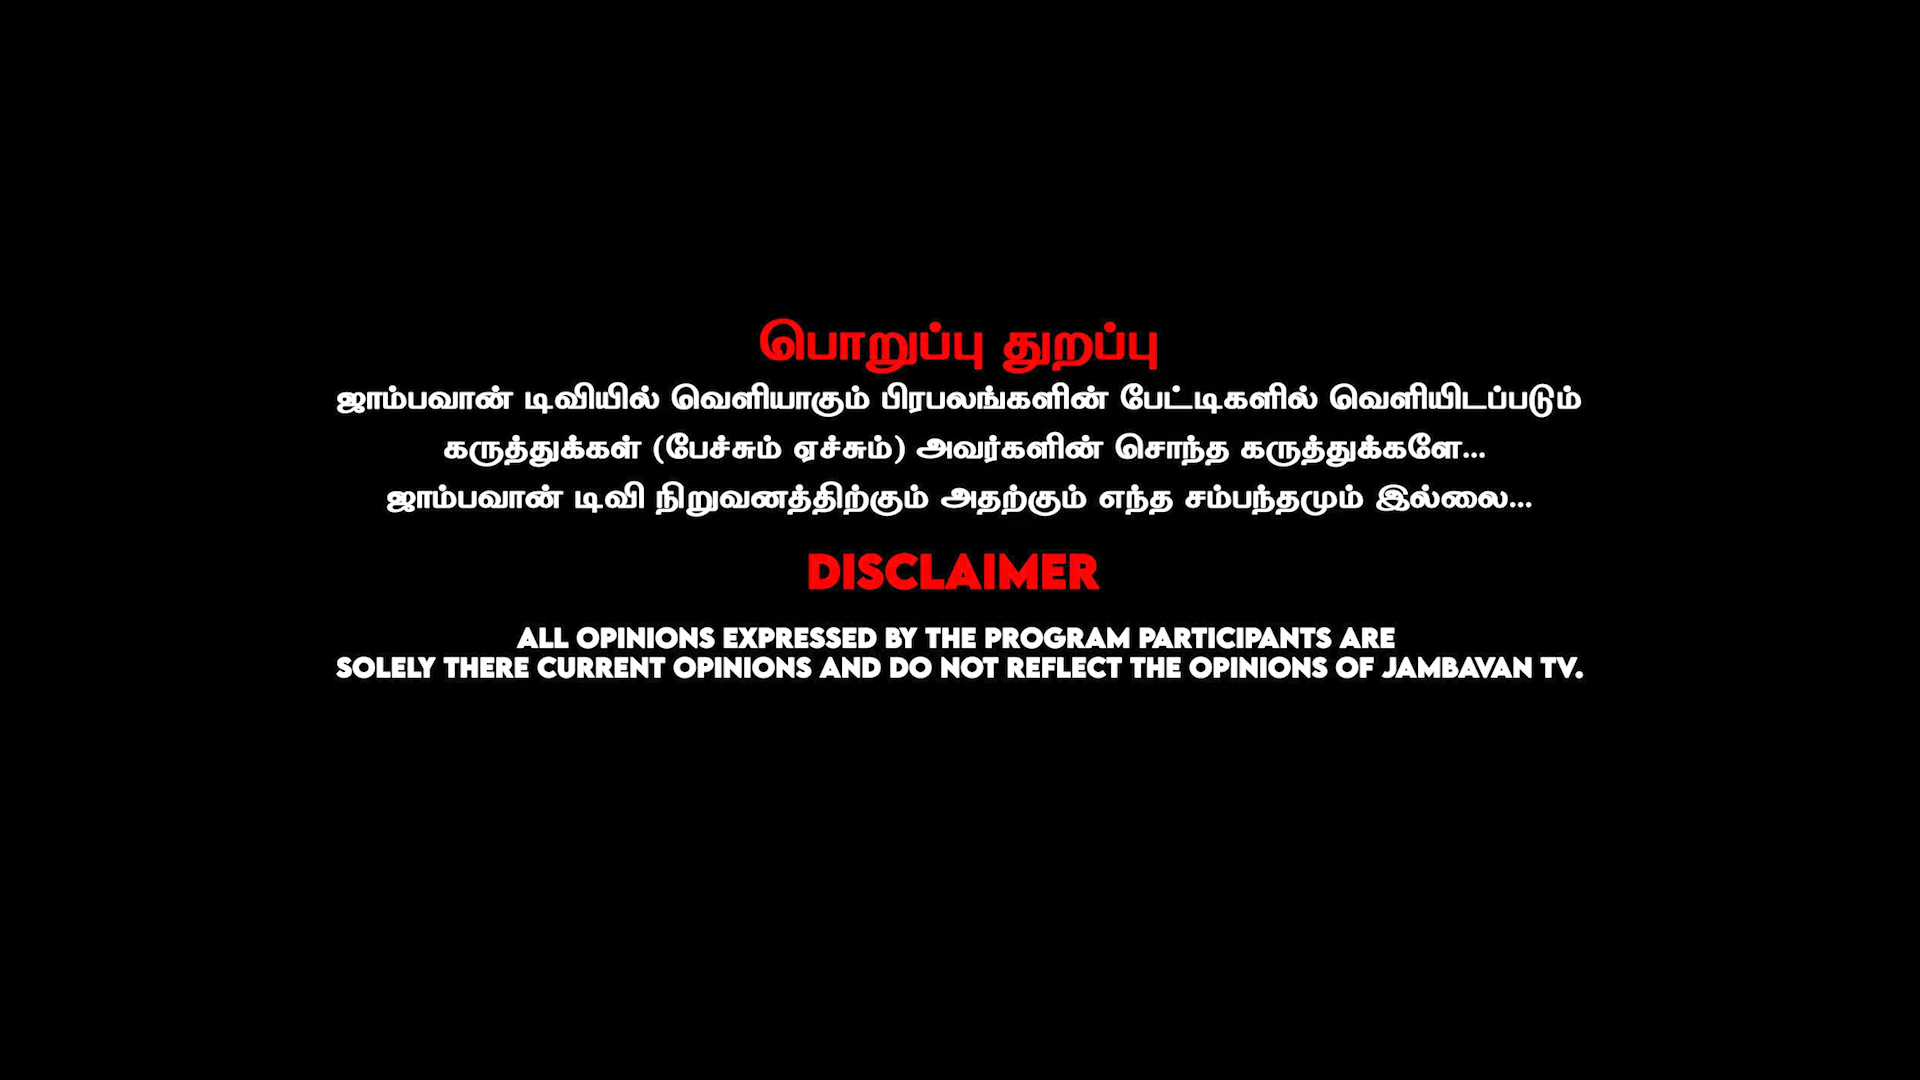 பொறுப்பு துறப்பு
ஜாம்பவான் டிவியில் வெளியாகும் பிரபலங்களின் பேட்டிகளில் வெளியிடப்படும்
கருத்துக்கள் (பேச்சும் ஏச்சும்) அவர்களின் சொந்த கருத்துக்களே...
ஜாம்பவான் டிவி நிறுவனத்திற்கும் அதற்கும் எந்த சம்பந்தமும் இல்லை...
DISCLAIMER
ALL OPINIONS EXPRESSED BY THE PROGRAM PARTICIPANTS ARE
SOLELY THERE CURRENT OPINIONS AND DO NOT REFLECT THE OPINIONS OF JAMBAVAN TV.